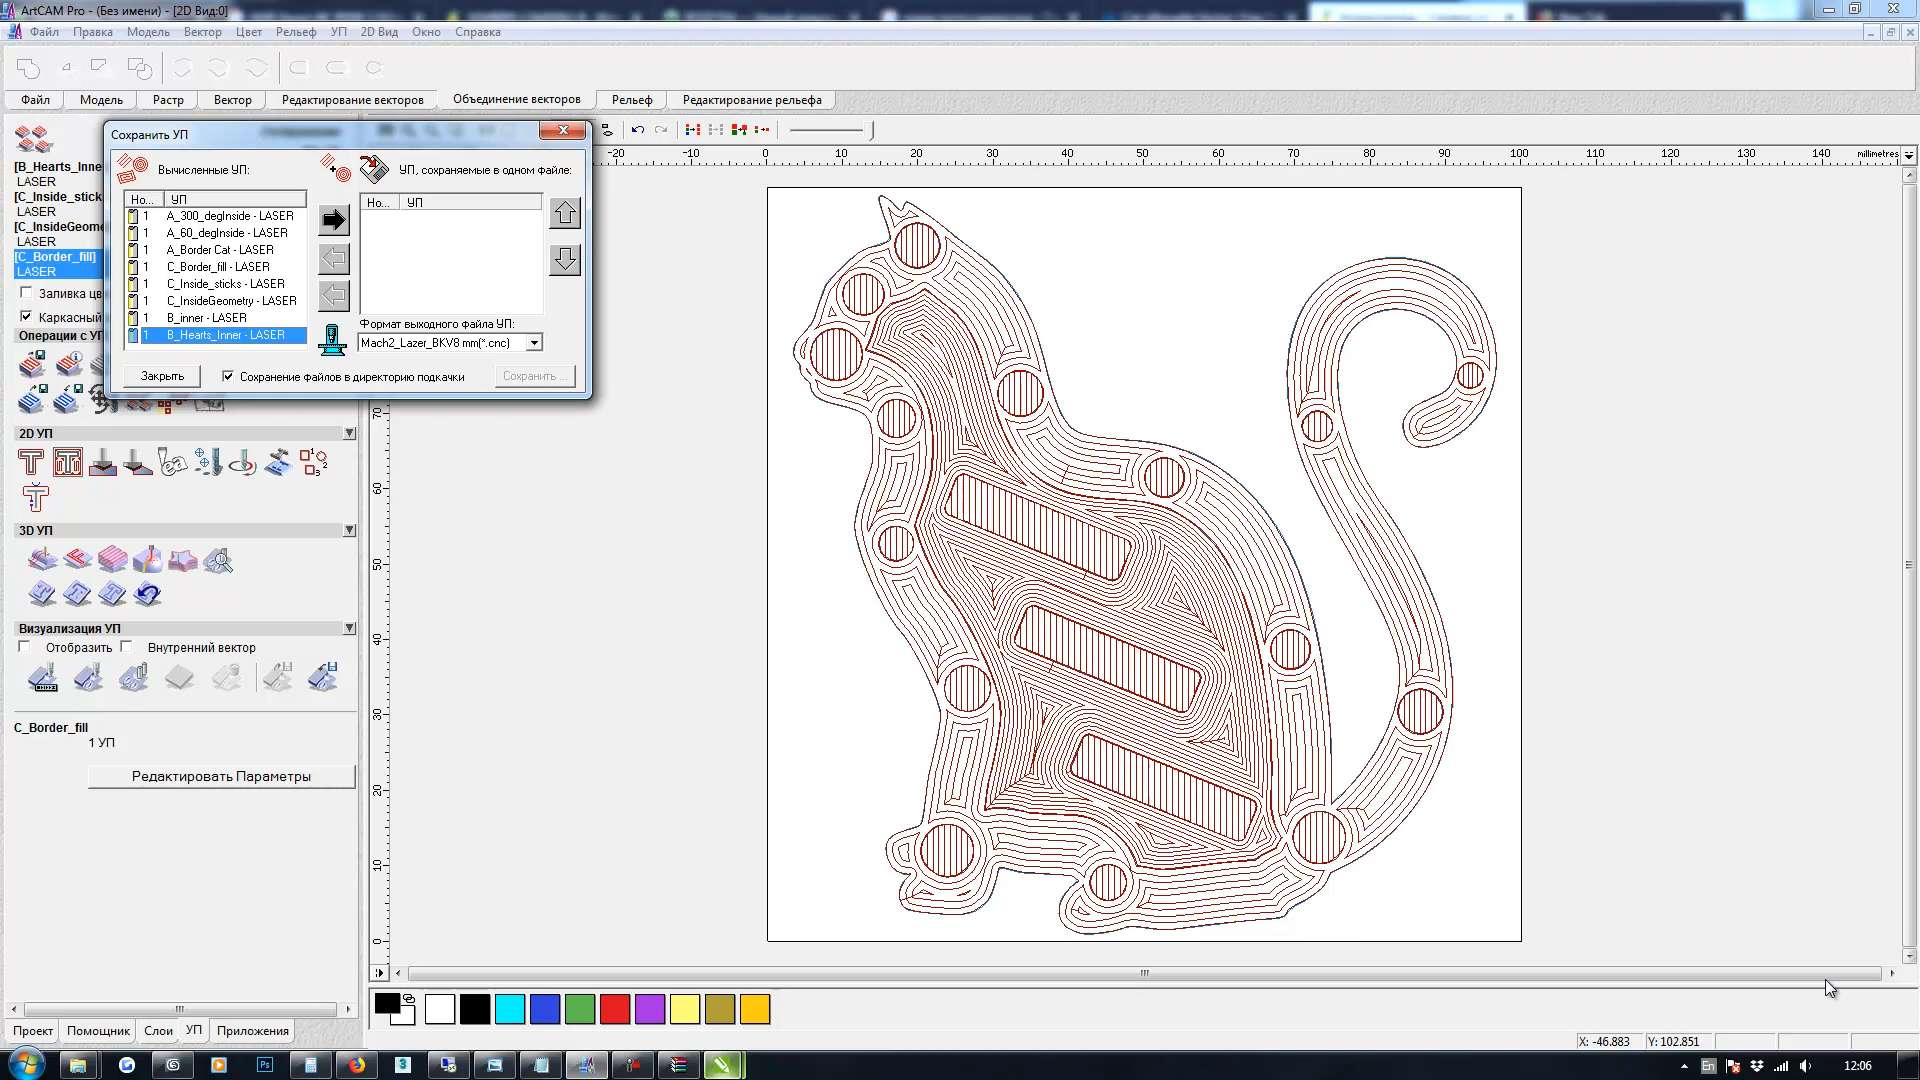 ArtCAM Pro - (Без имени) - [2D Вид:0]
Файл Правка Модель Вектор Цвет Рельеф УП 2D Вид Окно Справка
Файл Модель Растр Вектор Редактирование векторов Объединение векторов Рельеф Редактирование рельефа
Сохранить УП
Вычисленные УП:
УП, сохраняемые в одном файле:
Но... УП
1 A_300_degInside - LASER
1 A_60_degInside - LASER
1 A_Border Cat - LASER
1 C_Border_fill - LASER
1 C_Inside_sticks - LASER
1 C_InsideGeometry - LASER
1 B_inner - LASER
1 B_Hearts_Inner - LASER
Но... УП
Формат выходного файла УП:
Mach2_Lazer_BKV8 mm(*.cnc)
Закрыть
Сохранение файлов в директорию подкачки
Сохранить ...
[B_Hearts_Inne
LASER
[C_Inside_stick
LASER
[C_InsideGeome
LASER
[C_Border_fill]
LASER
Заливка цв
Каркасный
Операции с УП
2D УП
3D УП
Визуализация УП
Отобразить Внутренний вектор
C_Border_fill
1 УП
Редактировать Параметры
Проект Помощник Слои УП Приложения
-20 -10 0 10 20 30 40 50 60 70 80 90 100 110 120 130 140 millimetres
70
60
50
40
30
20
10
0
X: -46.883 Y: 102.851
En 12:06